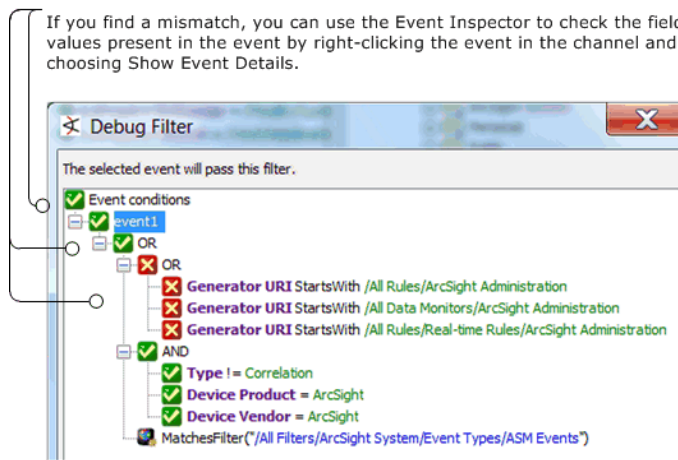 If you find a mismatch, you can use the Event Inspector to check the field
values present in the event by right-clicking the event in the channel and
choosing Show Event Details.
Debug Filter
The selected event will pass this filter.
Event conditions
event1
OR
OR
Generator URI StartsWith /All Rules/ArcSight Administration
Generator URI StartsWith /All Data Monitors/ArcSight Administration
Generator URI StartsWith /All Rules/Real-time Rules/ArcSight Administration
AND
Type != Correlation
Device Product = ArcSight
Device Vendor = ArcSight
MatchesFilter("/All Filters/ArcSight System/Event Types/ASM Events")